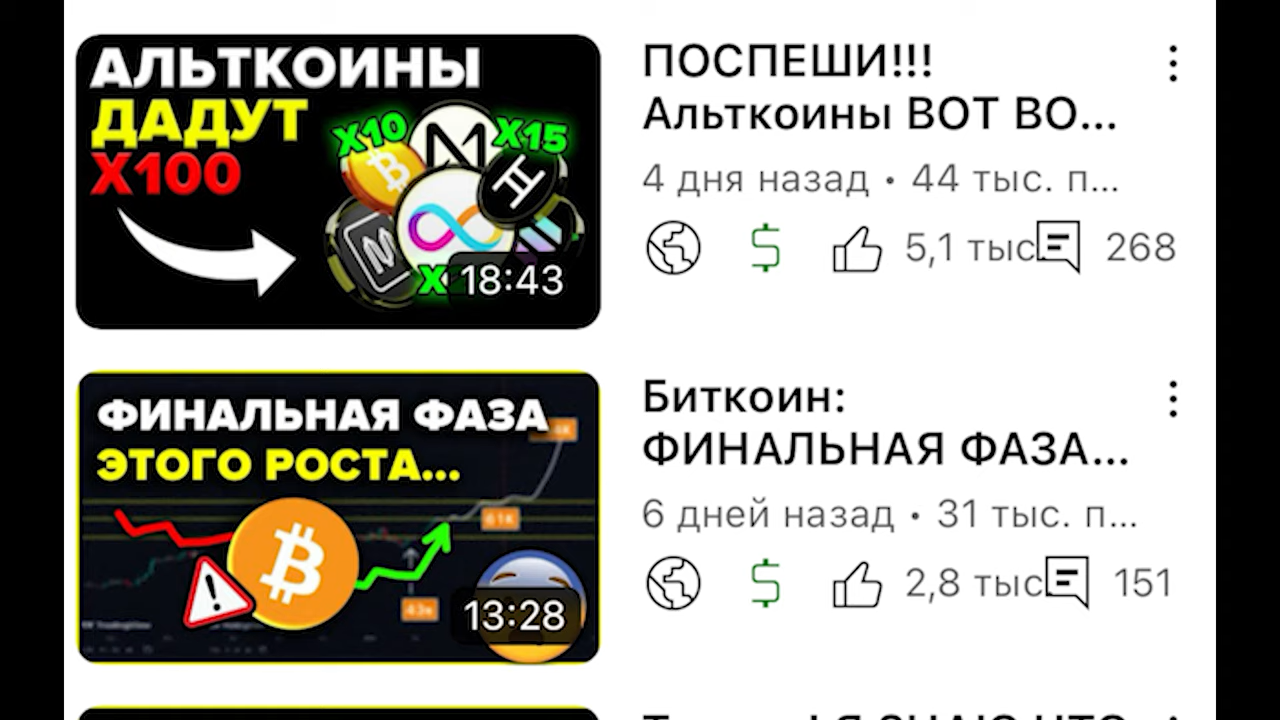 АЛЬТКОИНЫ
ДАДУТ
X100
X10
X15
X
18:43
ПОСПЕШИ!!!
Альткоины ВОТ ВО...
4 дня назад • 44 тыс. п...
5,1 тыс.
268
ФИНАЛЬНАЯ ФАЗА
ЭТОГО РОСТА...
61K
13:28
Биткоин:
ФИНАЛЬНАЯ ФАЗА...
6 дней назад • 31 тыс. п...
2,8 тыс.
151